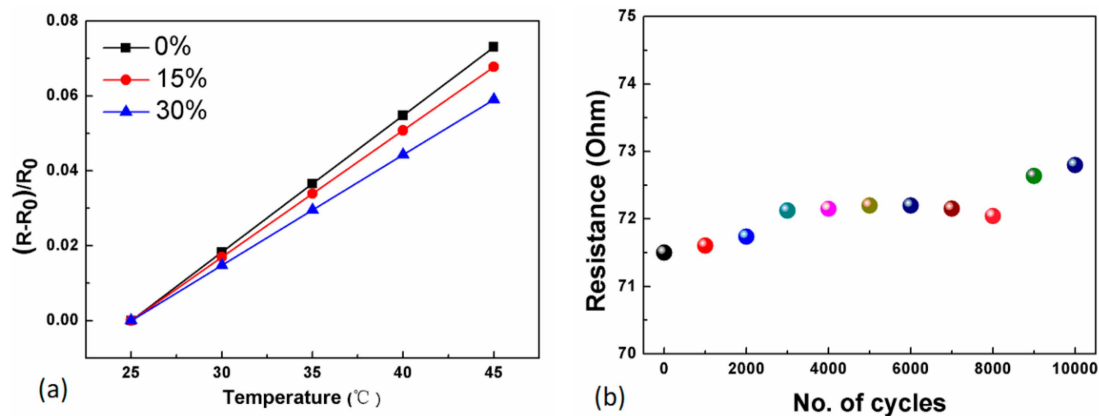 0.08
0.06
0.04
0.02
0.00
(R-R0)/R0
0%
15%
30%
25 30 35 40 45
Temperature (℃)
(a)
75
74
73
72
71
70
Resistance (Ohm)
0 2000 4000 6000 8000 10000
No. of cycles
(b)